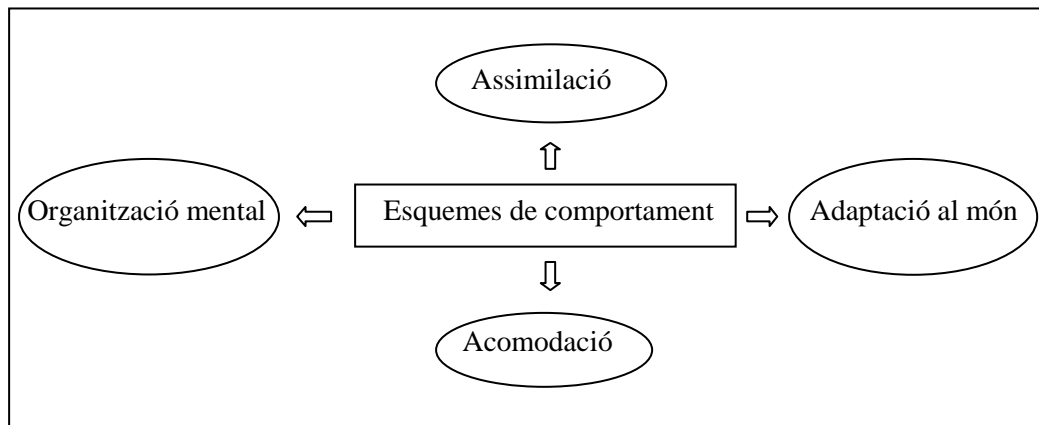 Assimilació
Organització mental
Esquemes de comportament
Adaptació al món
Acomodació